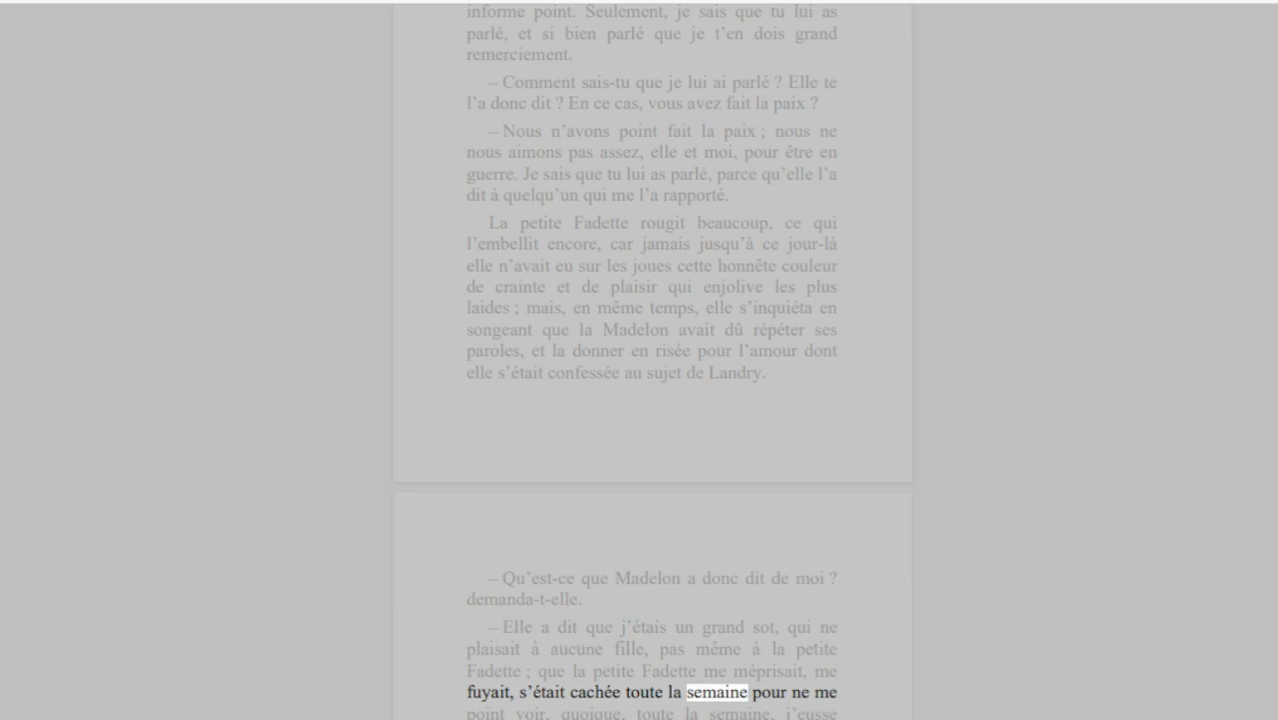 informe point. Seulement, je sais que tu lui as
parlé, et si bien parlé que je t’en dois grand
remerciement.
– Comment sais-tu que je lui ai parlé ? Elle te
l’a donc dit ? En ce cas, vous avez fait la paix ?
– Nous n’avons point fait la paix ; nous ne
nous aimons pas assez, elle et moi, pour être en
guerre. Je sais que tu lui as parlé, parce qu’elle l’a
dit à quelqu’un qui me l’a rapporté.
La petite Fadette rougit beaucoup, ce qui
l’embellit encore, car jamais jusqu’à ce jour-là
elle n’avait eu sur les joues cette honnête couleur
de crainte et de plaisir qui enjolive les plus
laides ; mais, en même temps, elle s’inquiéta en
songeant que la Madelon avait dû répéter ses
paroles, et la donner en risée pour l’amour dont
elle s’était confessée au sujet de Landry.
– Qu’est-ce que Madelon a donc dit de moi ?
demanda-t-elle.
– Elle a dit que j’étais un grand sot, qui ne
plaisait à aucune fille, pas même à la petite
Fadette ; que la petite Fadette me méprisait, me
fuyait, s’était cachée toute la semaine pour ne me
point voir, quoique, toute la semaine, j’eusse